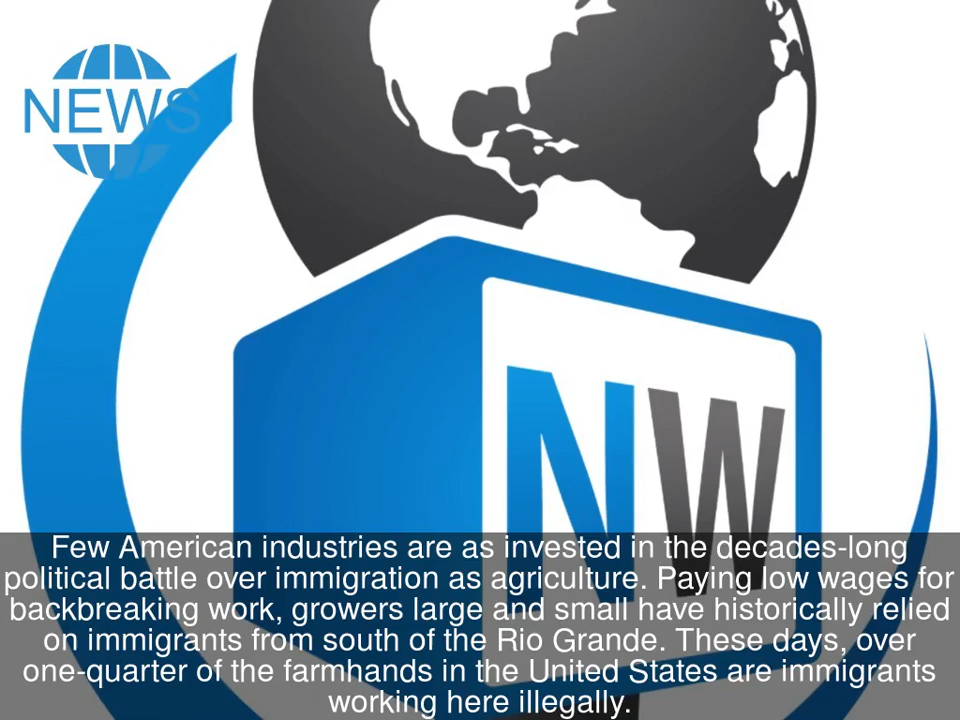 NEWS
NW
Few American industries are as invested in the decades-long
political battle over immigration as agriculture. Paying low wages for
backbreaking work, growers large and small have historically relied
on immigrants from south of the Rio Grande. These days, over
one-quarter of the farmhands in the United States are immigrants
working here illegally.